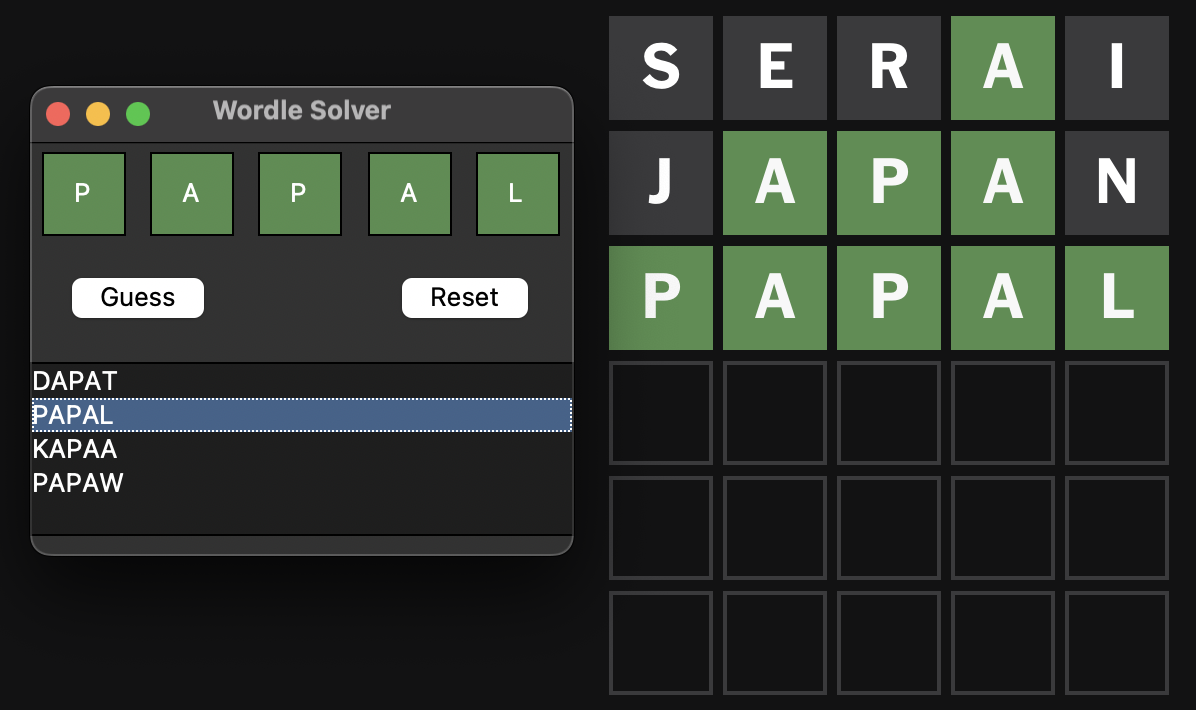 Wordle Solver
P A P A L
Guess Reset
DAPAT
PAPAL
KAPAA
PAPAW
S E R A I
J A P A N
P A P A L